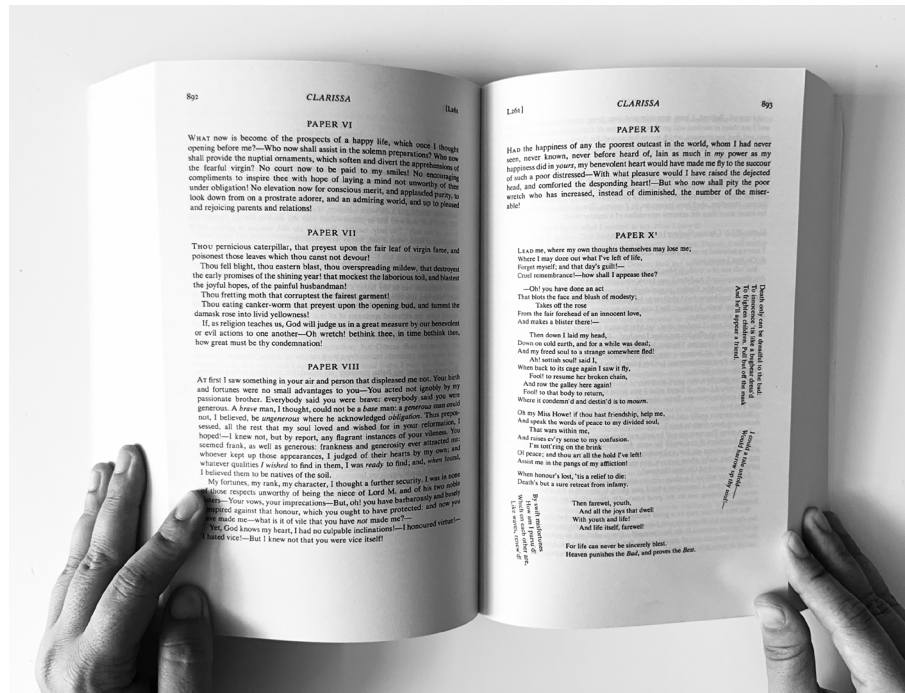 892
CLARISSA
[L261
PAPER VI
WHAT now is become of the prospects of a happy life, which once I thought
opening before me?—Who now shall assist in the solemn preparations? Who now
shall provide the nuptial ornaments, which soften and divert the apprehensions of
the fearful virgin? No court now to be paid to my smiles! No encouraging
compliments to inspire thee with hope of laying a mind not unworthy of thee
under obligation! No elevation now for conscious merit, and applauded purity, to
look down from on a prostrate adorer, and an admiring world, and up to pleased
and rejoicing parents and relations!
PAPER VII
THOU pernicious caterpillar, that preyest upon the fair leaf of virgin fame, and
poisonest those leaves which thou canst not devour!
Thou fell blight, thou eastern blast, thou overspreading mildew, that destroyest
the early promises of the shining year! that mockest the laborious toil, and blastest
the joyful hopes, of the painful husbandman!
Thou fretting moth that corruptest the fairest garment!
Thou eating canker-worm that preyest upon the opening bud, and turnest the
damask rose into livid yellowness!
If, as religion teaches us, God will judge us in a great measure by our benevolent
or evil actions to one another—Oh wretch! bethink thee, in time bethink thee,
how great must be thy condemnation!
PAPER VIII
AT first I saw something in your air and person that displeased me not. Your birth
and fortunes were no small advantages to you—You acted not ignobly by my
passionate brother. Everybody said you were brave: everybody said you were
generous. A brave man, I thought, could not be a base man: a generous man could
not, I believed, be ungenerous where he acknowledged obligation. Thus prepos-
sessed, all the rest that my soul loved and wished for in your reformation, I
hoped!—I knew not, but by report, any flagrant instances of your vileness. You
seemed frank, as well as generous: frankness and generosity ever attracted me:
whoever kept up those appearances, I judged of their hearts by my own; and
whatever qualities I wished to find in them, I was ready to find; and, when found,
I believed them to be natives of the soil.
My fortunes, my rank, my character, I thought a further security. I was in none
of those respects unworthy of being the niece of Lord M. and of his two noble
sisters—Your vows, your imprecations—But, oh! you have barbarously and basely
conspired against that honour, which you ought to have protected: and now you
have made me—what is it of vile that you have not made me?—
Yet, God knows my heart, I had no culpable inclinations!—I honoured virtue!—
I hated vice!—But I knew not that you were vice itself!
L261]
CLARISSA
893
PAPER IX
HAD the happiness of any the poorest outcast in the world, whom I had never
seen, never known, never before heard of, lain as much in my power as my
happiness did in yours, my benevolent heart would have made me fly to the succour
of such a poor distressed—With what pleasure would I have raised the dejected
head, and comforted the desponding heart!—But who now shall pity the poor
wretch who has increased, instead of diminished, the number of the miser-
able!
PAPER X¹
LEAD me, where my own thoughts themselves may lose me;
Where I may doze out what I've left of life,
Forget myself; and that day's guilt!—
Cruel remembrance!—how shall I appease thee?
—Oh! you have done an act
That blots the face and blush of modesty;
Takes off the rose
From the fair forehead of an innocent love,
And makes a blister there!—
Then down I laid my head,
Down on cold earth, and for a while was dead;
And my freed soul to a strange somewhere fled!
Ah! sottish soul! said I,
When back to its cage again I saw it fly,
Fool! to resume her broken chain,
And row the galley here again!
Fool! to that body to return,
Where it condemn'd and destin'd is to mourn.
Oh my Miss Howe! if thou hast friendship, help me,
And speak the words of peace to my divided soul,
That wars within me,
And raises ev'ry sense to my confusion.
I'm tott'ring on the brink
Of peace; and thou art all the hold I've left!
Assist me in the pangs of my affliction!
When honour's lost, 'tis a relief to die:
Death's but a sure retreat from infamy.
Then farewel, youth,
And all the joys that dwell
With youth and life!
And life itself, farewel!
For life can never be sincerely blest.
Heaven punishes the Bad, and proves the Best.
Death only can be dreadful to the bad:
To innocence 'tis like a bugbear dress'd
To frighten children. Pull but off the mask
And he'll appear a friend.
I could a tale unfold—
Would harrow up thy soul—
By swift misfortunes
How am I pursu'd!
Which on each other are,
Like waves, renew'd!